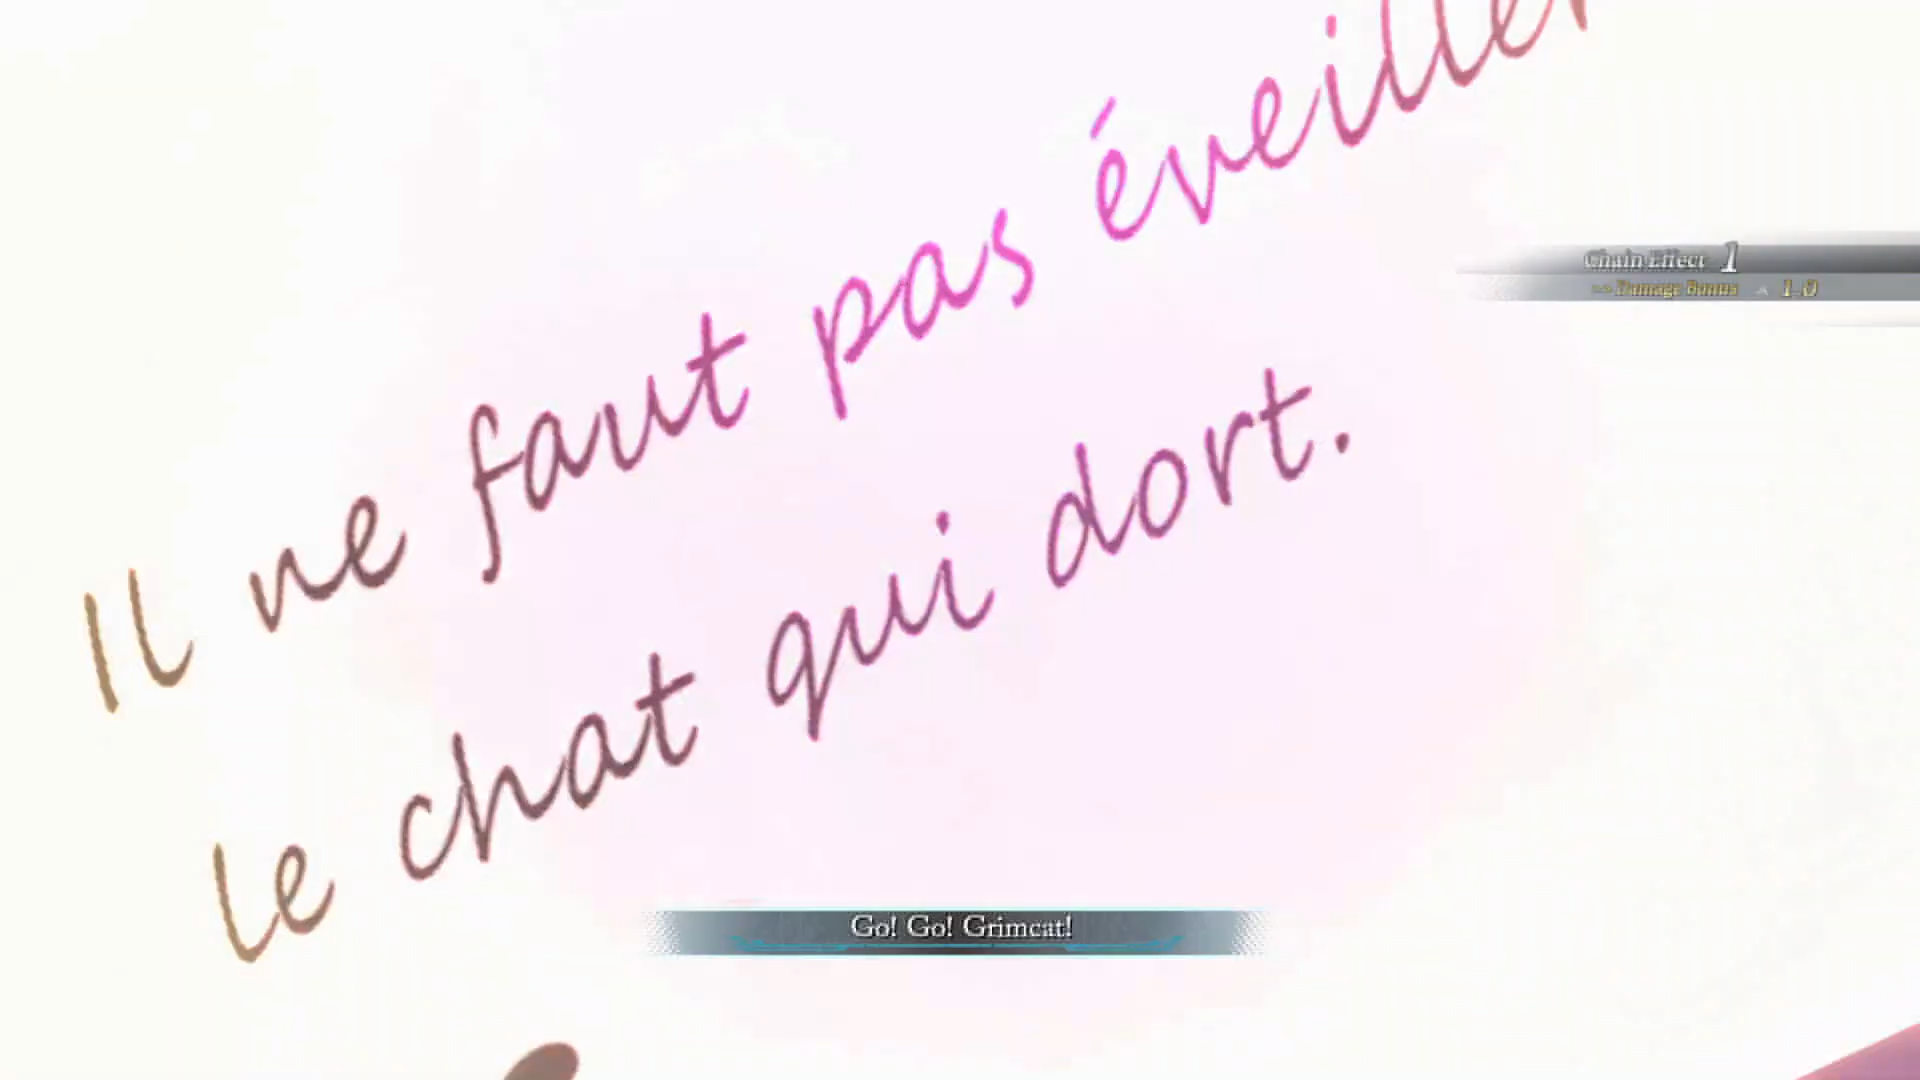 Il ne faut pas éveiller
le chat qui dort.
Chain Effect 1
Damage Bonus × 1.0
Go! Go! Grimcat!